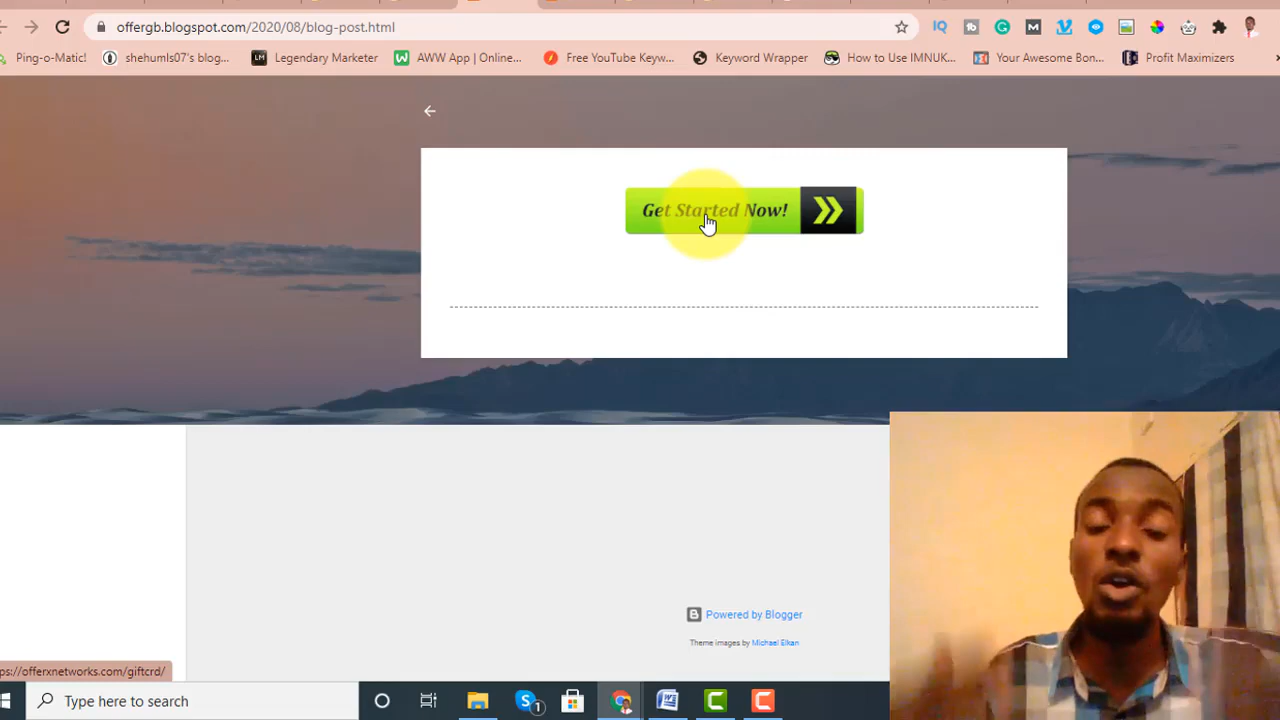 offergb.blogspot.com/2020/08/blog-post.html
Ping-o-Matic!
shehumls07's blog...
Legendary Marketer
AWW App | Online...
Free YouTube Keyw...
Keyword Wrapper
How to Use IMNUK...
Your Awesome Bon...
Profit Maximizers
Get Started Now!
Powered by Blogger
Theme images by Michael Elkan
ps://offerxnetworks.com/giftcrd/
Type here to search